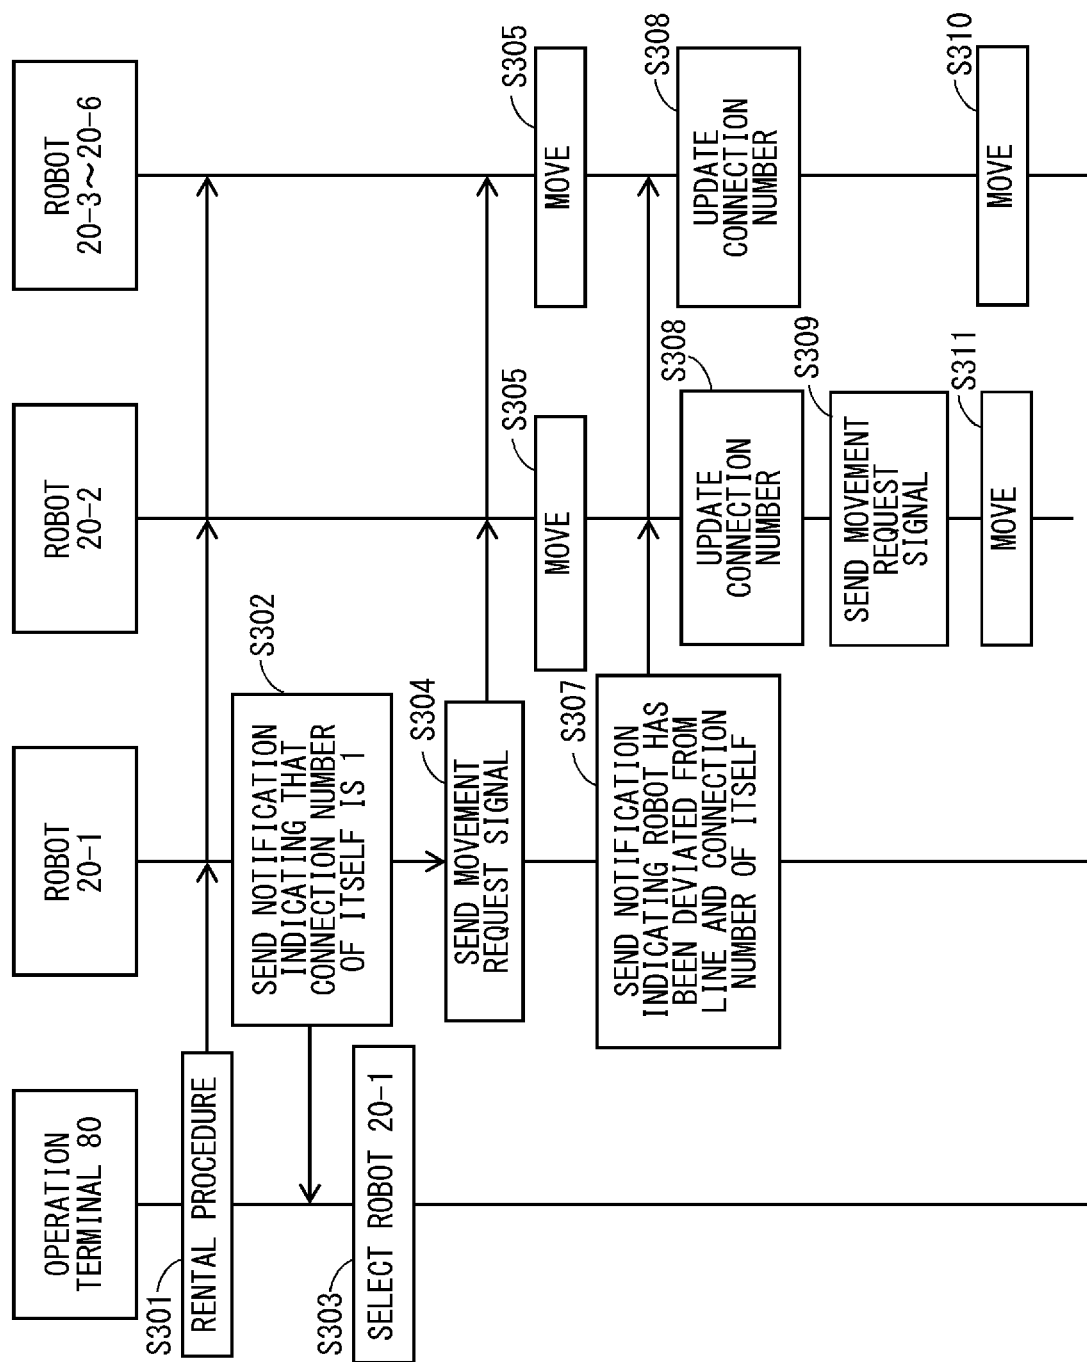 OPERATION
TERMINAL 80
ROBOT
20-1
ROBOT
20-2
ROBOT
20-3~20-6
S301
RENTAL PROCEDURE
S302
SEND NOTIFICATION
INDICATING THAT
CONNECTION NUMBER
OF ITSELF IS 1
S303
SELECT ROBOT 20-1
S304
SEND MOVEMENT
REQUEST SIGNAL
S305
MOVE
S305
MOVE
S307
SEND NOTIFICATION
INDICATING ROBOT HAS
BEEN DEVIATED FROM
LINE AND CONNECTION
NUMBER OF ITSELF
S308
UPDATE
CONNECTION
NUMBER
S308
UPDATE
CONNECTION
NUMBER
S309
SEND MOVEMENT
REQUEST
SIGNAL
S311
MOVE
S310
MOVE